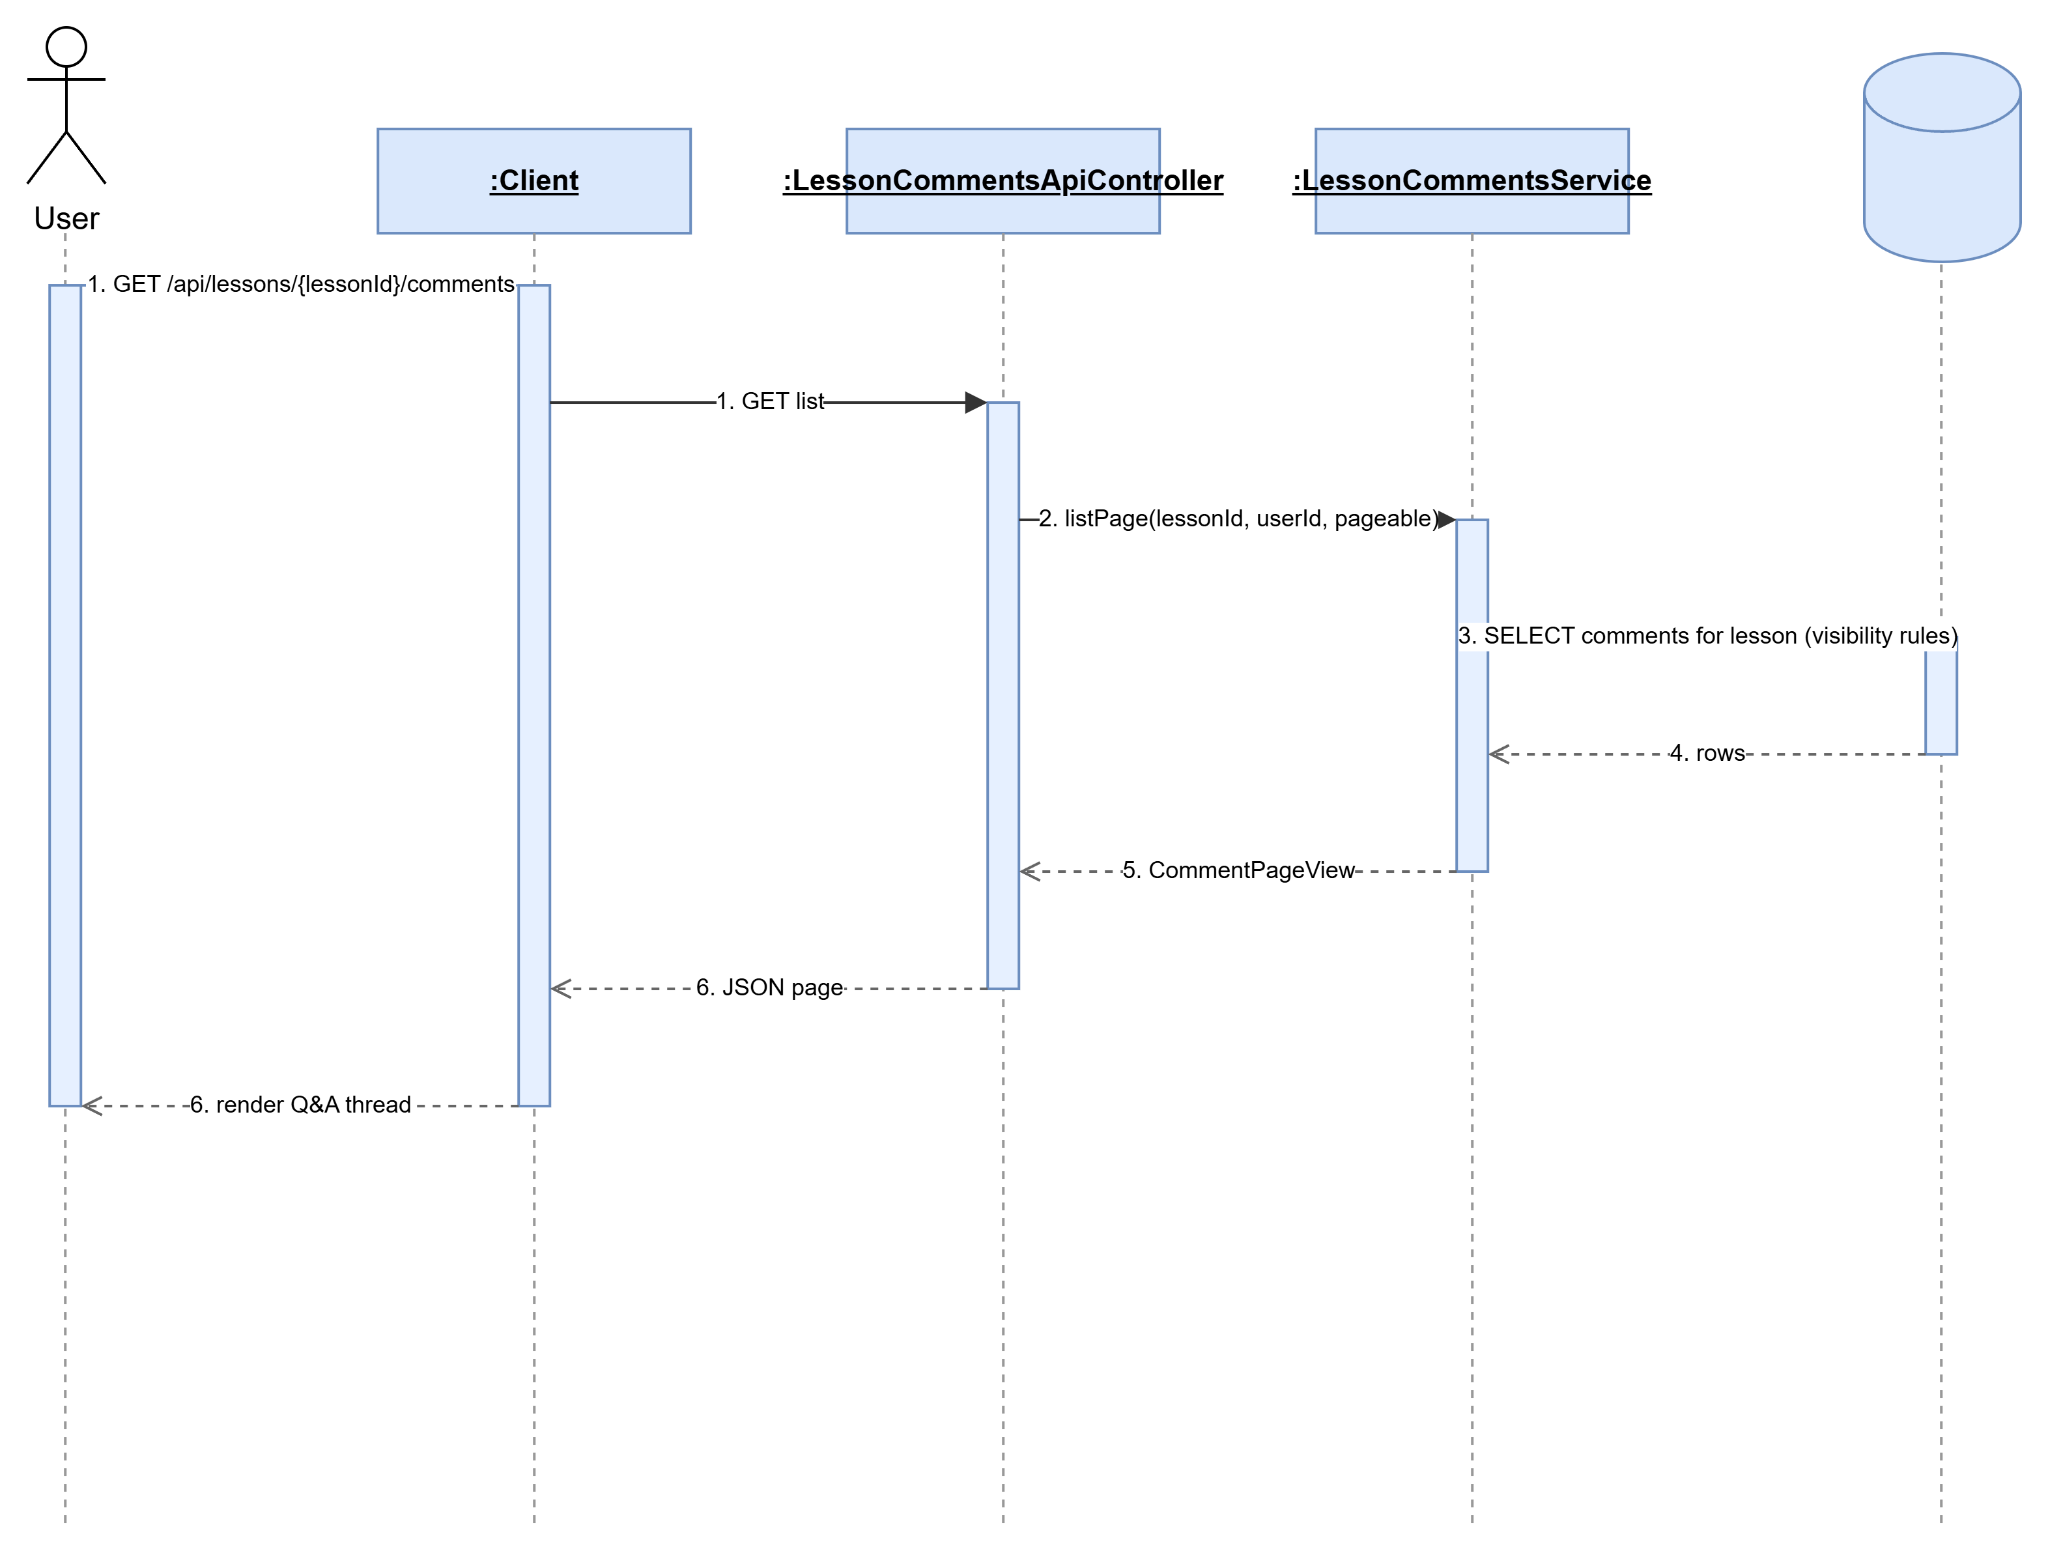 User
:Client
:LessonCommentsApiController
:LessonCommentsService
1. GET /api/lessons/{lessonId}/comments
1. GET list
2. listPage(lessonId, userId, pageable)
3. SELECT comments for lesson (visibility rules)
4. rows
5. CommentPageView
6. JSON page
6. render Q&A thread